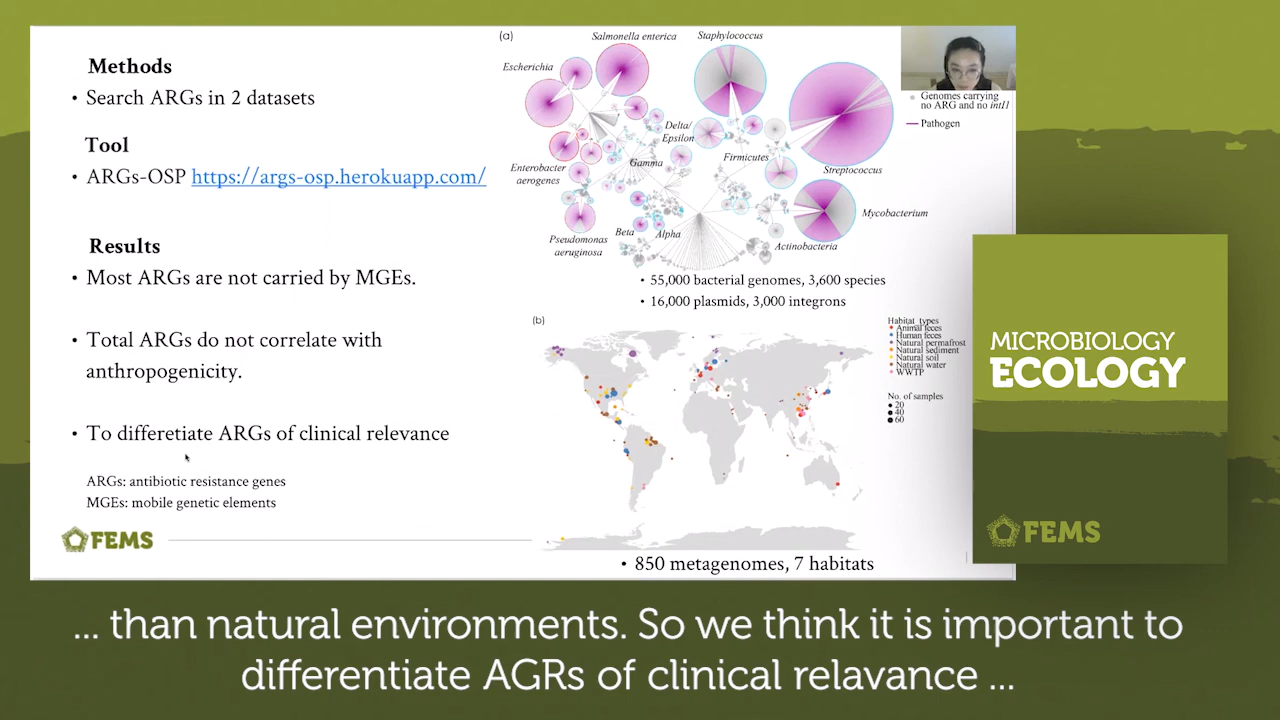 Methods
• Search ARGs in 2 datasets
Tool
• ARGs-OSP https://args-osp.herokuapp.com/
Results
• Most ARGs are not carried by MGEs.
• Total ARGs do not correlate with
anthropogenicity.
• To differetiate ARGs of clinical relevance
ARGs: antibiotic resistance genes
MGEs: mobile genetic elements
FEMS
(a)
Salmonella enterica
Staphylococcus
Escherichia
Delta/
Epsilon
Gamma
Firmicutes
Enterobacter
aerogenes
Streptococcus
Mycobacterium
Beta
Alpha
Pseudomonas
aeruginosa
Actinobacteria
Genomes carrying
no ARG and no intI1
Pathogen
• 55,000 bacterial genomes, 3,600 species
• 16,000 plasmids, 3,000 integrons
(b)
Habitat types
Animal feces
Human feces
Natural permafrost
Natural sediment
Natural soil
Natural water
WWTP
No. of samples
20
40
60
• 850 metagenomes, 7 habitats
MICROBIOLOGY
ECOLOGY
FEMS
... than natural environments. So we think it is important to
differentiate AGRs of clinical relavance ...